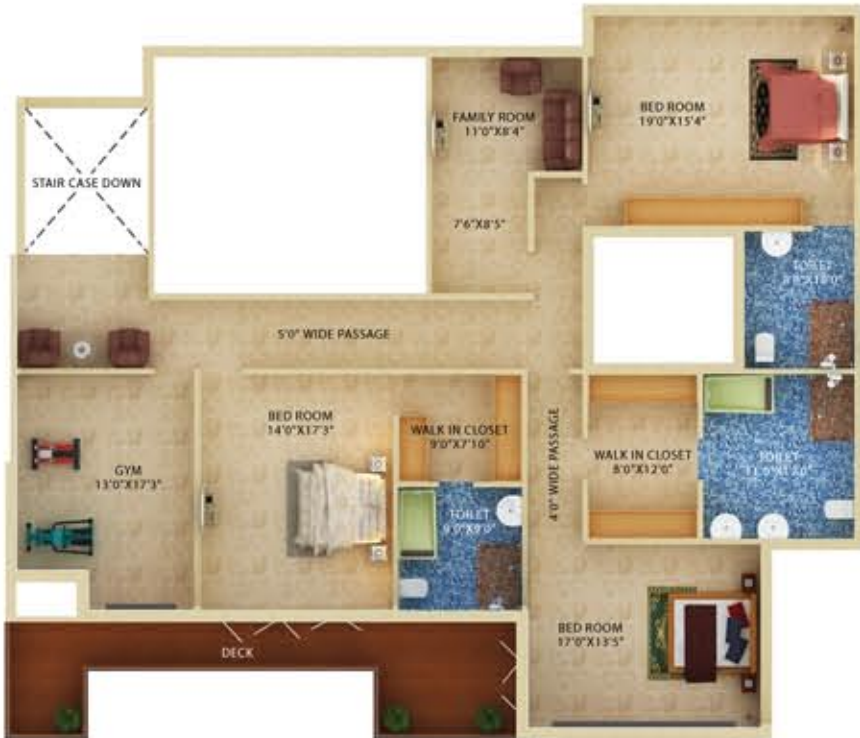 FAMILY ROOM
11'0"X8'4"
BED ROOM
19'0"X15'4"
STAIR CASE DOWN
7'6"X8'5"
TOILET
5'0" WIDE PASSAGE
BED ROOM
14'0"X17'3"
WALK IN CLOSET
9'0"X7'10"
GYM
13'0"X17'3"
4'0" WIDE PASSAGE
WALK IN CLOSET
8'0"X12'0"
TOILET
TOILET
9'0"X9'0"
BED ROOM
17'0"X13'5"
DECK